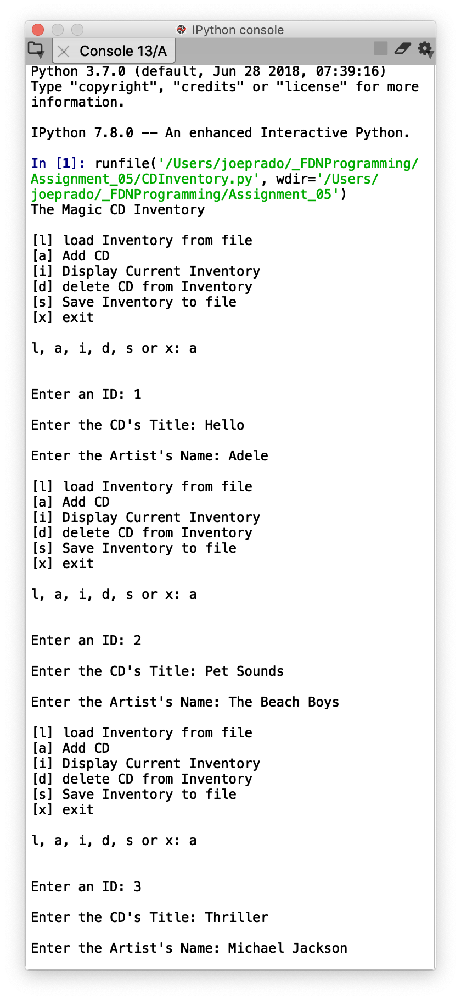 IPython console
Console 13/A
Python 3.7.0 (default, Jun 28 2018, 07:39:16)
Type "copyright", "credits" or "license" for more
information.
IPython 7.8.0 -- An enhanced Interactive Python.
In [1]: runfile('/Users/joeprado/_FDNProgramming/
Assignment_05/CDInventory.py', wdir='/Users/
joeprado/_FDNProgramming/Assignment_05')
The Magic CD Inventory
[l] load Inventory from file
[a] Add CD
[i] Display Current Inventory
[d] delete CD from Inventory
[s] Save Inventory to file
[x] exit
l, a, i, d, s or x: a
Enter an ID: 1
Enter the CD's Title: Hello
Enter the Artist's Name: Adele
[l] load Inventory from file
[a] Add CD
[i] Display Current Inventory
[d] delete CD from Inventory
[s] Save Inventory to file
[x] exit
l, a, i, d, s or x: a
Enter an ID: 2
Enter the CD's Title: Pet Sounds
Enter the Artist's Name: The Beach Boys
[l] load Inventory from file
[a] Add CD
[i] Display Current Inventory
[d] delete CD from Inventory
[s] Save Inventory to file
[x] exit
l, a, i, d, s or x: a
Enter an ID: 3
Enter the CD's Title: Thriller
Enter the Artist's Name: Michael Jackson